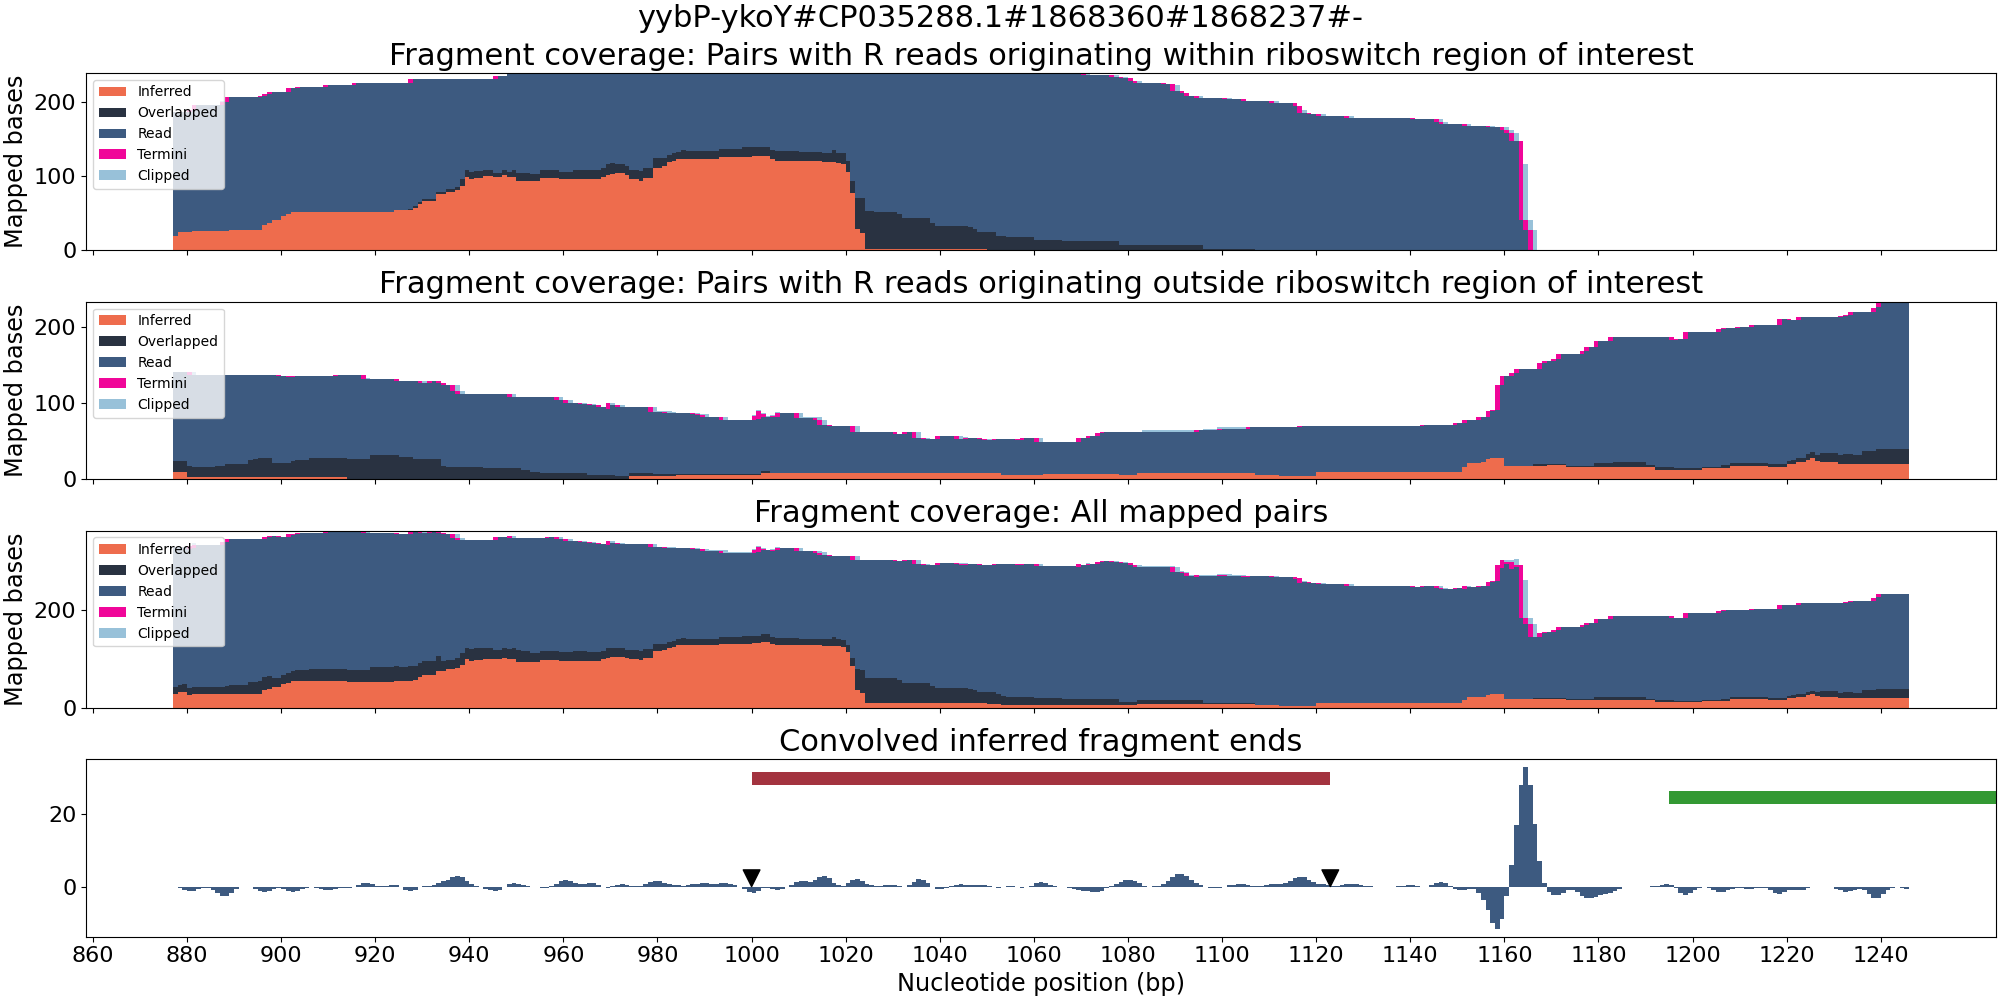 yybP-ykoY#CP035288.1#1868360#1868237#-
Fragment coverage: Pairs with R reads originating within riboswitch region of interest
Mapped bases
200
100
0
Inferred
Overlapped
Read
Termini
Clipped
Fragment coverage: Pairs with R reads originating outside riboswitch region of interest
Mapped bases
200
100
0
Inferred
Overlapped
Read
Termini
Clipped
Fragment coverage: All mapped pairs
Mapped bases
200
0
Inferred
Overlapped
Read
Termini
Clipped
Convolved inferred fragment ends
20
0
860 880 900 920 940 960 980 1000 1020 1040 1060 1080 1100 1120 1140 1160 1180 1200 1220 1240
Nucleotide position (bp)